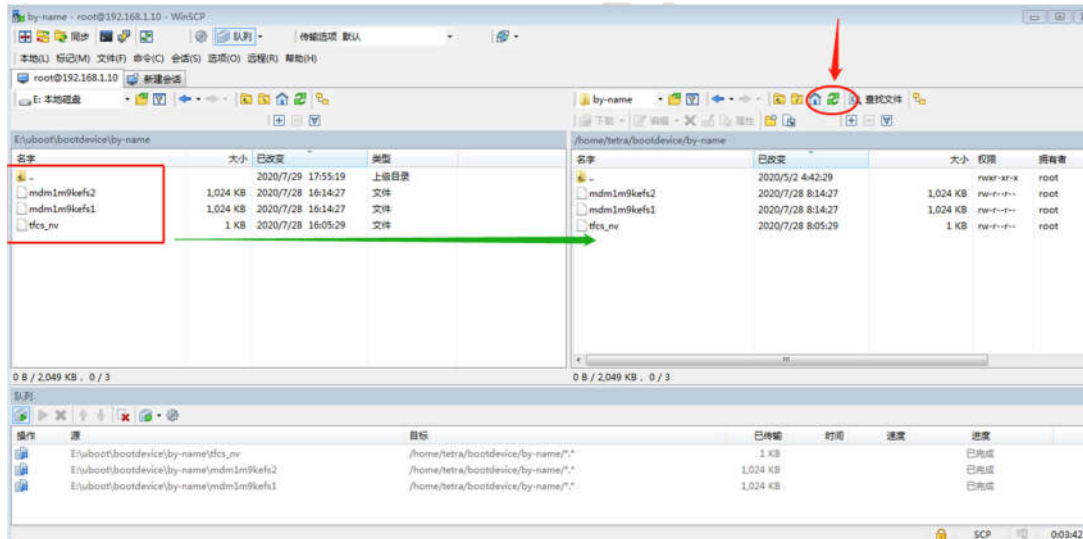 by-name - root@192.168.1.10 - WinSCP
同步 队列 传输选项 默认
本地(L) 标记(M) 文件(F) 命令(C) 会话(S) 选项(O) 远程(R) 帮助(H)
root@192.168.1.10 新建会话
E: 本地磁盘
by-name 查找文件
下载 编辑 属性
E:\uboot\bootdevice\by-name
/home/tetra/bootdevice/by-name
名字 大小 已改变 类型
.. 2020/7/29 17:55:19 上级目录
mdm1m9kefs2 1,024 KB 2020/7/28 16:14:27 文件
mdm1m9kefs1 1,024 KB 2020/7/28 16:14:27 文件
tfcs_nv 1 KB 2020/7/28 16:05:29 文件
名字 已改变 大小 权限 拥有者
.. 2020/5/2 4:42:29 rwxr-xr-x root
mdm1m9kefs2 2020/7/28 8:14:27 1,024 KB rw-r--r-- root
mdm1m9kefs1 2020/7/28 8:14:27 1,024 KB rw-r--r-- root
tfcs_nv 2020/7/28 8:05:29 1 KB rw-r--r-- root
0 B / 2,049 KB, 0 / 3
0 B / 2,049 KB, 0 / 3
队列
操作 源 目标 已传输 时间 速度 进度
E:\uboot\bootdevice\by-name\tfcs_nv /home/tetra/bootdevice/by-name/*.* 1 KB 已完成
E:\uboot\bootdevice\by-name\mdm1m9kefs2 /home/tetra/bootdevice/by-name/*.* 1,024 KB 已完成
E:\uboot\bootdevice\by-name\mdm1m9kefs1 /home/tetra/bootdevice/by-name/*.* 1,024 KB 已完成
SCP 0:03:42